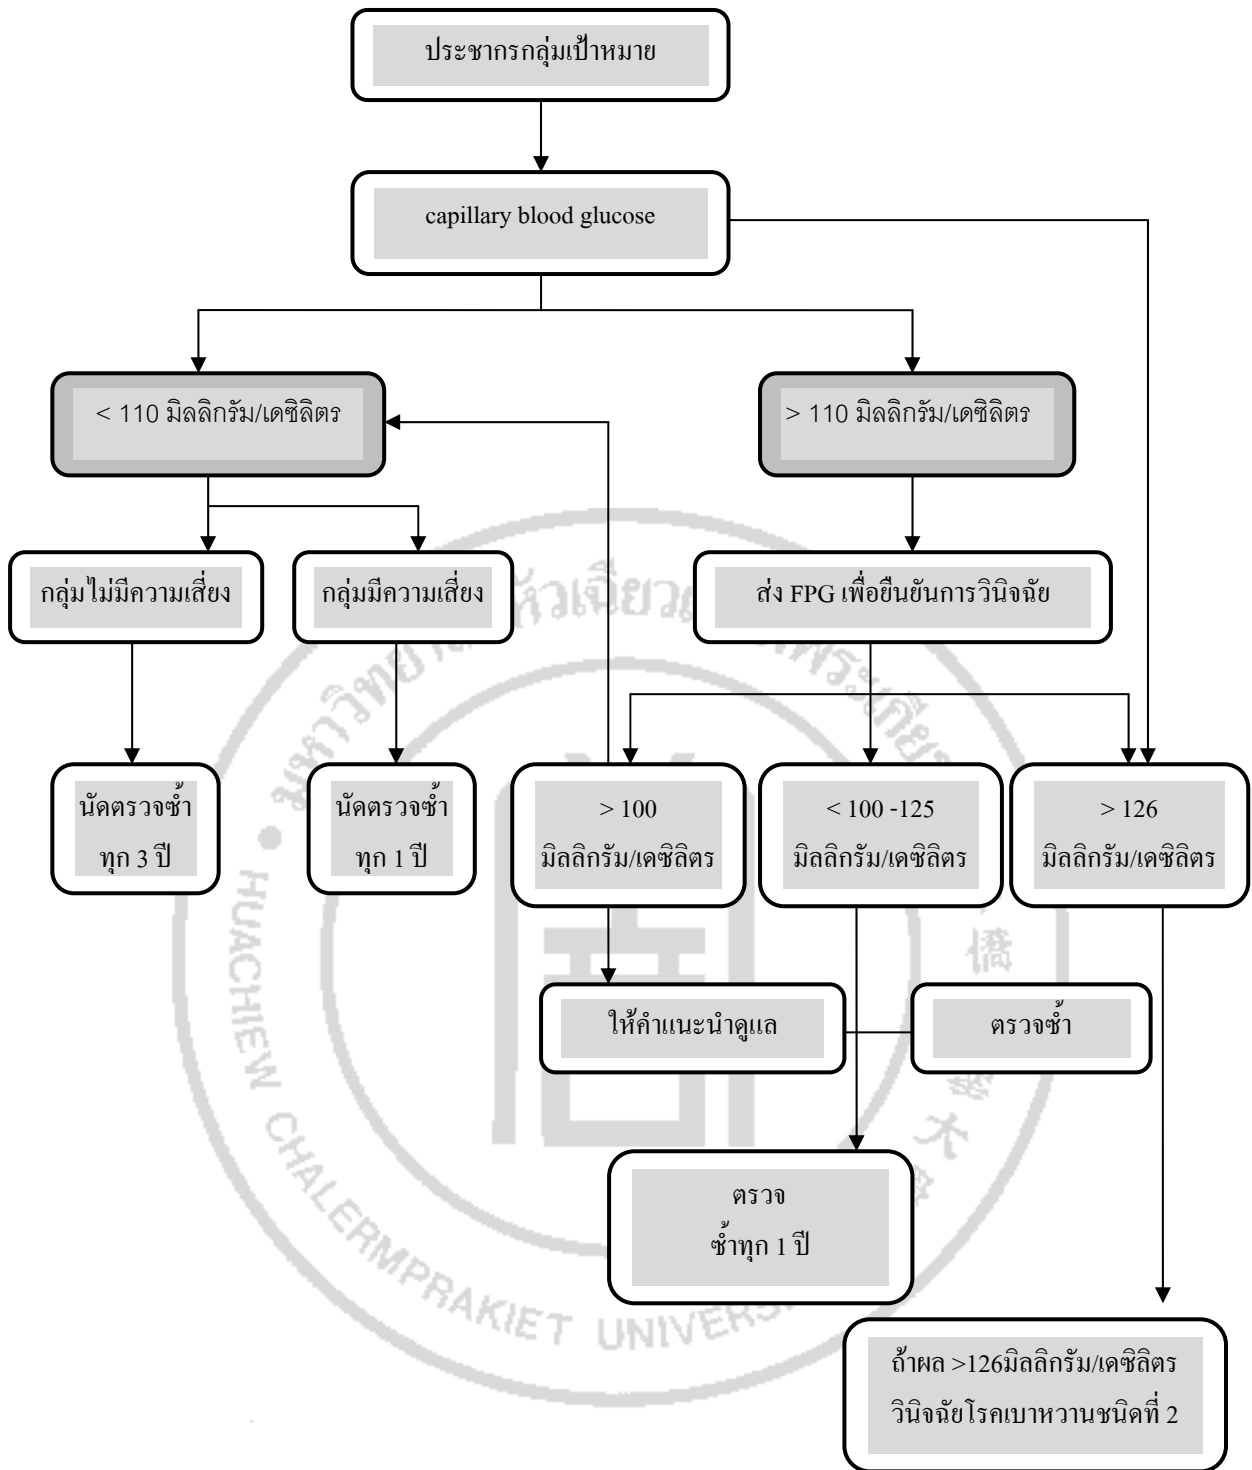 ประชากรกลุ่มเป้าหมาย
capillary blood glucose
< 110 มิลลิกรัม/เดซิลิตร
> 110 มิลลิกรัม/เดซิลิตร
กลุ่มไม่มีความเสี่ยง
กลุ่มมีความเสี่ยง
ส่ง FPG เพื่อยืนยันการวินิจฉัย
นัดตรวจซ้ำ
ทุก 3 ปี
นัดตรวจซ้ำ
ทุก 1 ปี
> 100
มิลลิกรัม/เดซิลิตร
< 100 -125
มิลลิกรัม/เดซิลิตร
> 126
มิลลิกรัม/เดซิลิตร
ให้คำแนะนำดูแล
ตรวจซ้ำ
ตรวจ
ซ้ำทุก 1 ปี
ถ้าผล >126มิลลิกรัม/เดซิลิตร
วินิจฉัยโรคเบาหวานชนิดที่ 2
HUACHIEW CHALERMPRAKIET